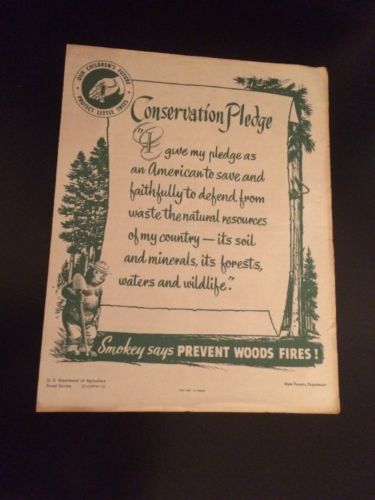 OUR CHILDREN'S FUTURE
PROTECT LITTLE TREES
Conservation Pledge
"I
give my pledge as
an American to save and
faithfully to defend from
waste the natural resources
of my country — its soil
and minerals, its forests,
waters and wildlife."
Smokey says PREVENT WOODS FIRES!
U. S. Department of Agriculture
Forest Service
State Forestry Department